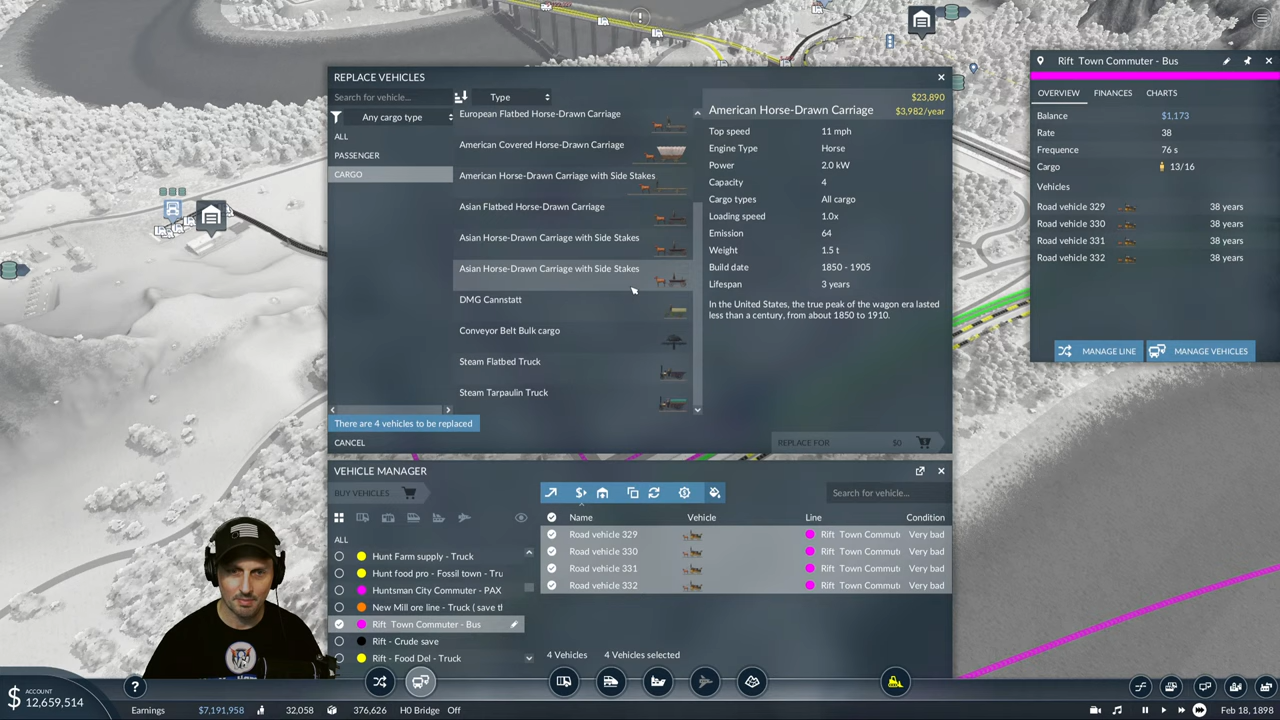 REPLACE VEHICLES
Search for vehicle...
Type
Any cargo type
ALL
PASSENGER
CARGO
European Flatbed Horse-Drawn Carriage
American Covered Horse-Drawn Carriage
American Horse-Drawn Carriage with Side Stakes
Asian Flatbed Horse-Drawn Carriage
Asian Horse-Drawn Carriage with Side Stakes
Asian Horse-Drawn Carriage with Side Stakes
DMG Cannstatt
Conveyor Belt Bulk cargo
Steam Flatbed Truck
Steam Tarpaulin Truck
$23,890
American Horse-Drawn Carriage
$3,982/year
Top speed 11 mph
Engine Type Horse
Power 2.0 kW
Capacity 4
Cargo types All cargo
Loading speed 1.0x
Emission 64
Weight 1.5 t
Build date 1850 - 1905
Lifespan 3 years
In the United States, the true peak of the wagon era lasted
less than a century, from about 1850 to 1910.
There are 4 vehicles to be replaced
CANCEL
REPLACE FOR $0
Rift Town Commuter - Bus
OVERVIEW FINANCES CHARTS
Balance $1,173
Rate 38
Frequency 76 s
Cargo 13/16
Vehicles
Road vehicle 329 38 years
Road vehicle 330 38 years
Road vehicle 331 38 years
Road vehicle 332 38 years
MANAGE LINE MANAGE VEHICLES
VEHICLE MANAGER
BUY VEHICLES
Search for vehicle...
ALL
Hunt Farm supply - Truck
Hunt food pro - Fossil town - Tru
Huntsman City Commuter - PAX
New Mill ore line - Truck ( save tl
Rift Town Commuter - Bus
Rift - Crude save
Rift - Food Del - Truck
Name Vehicle Line Condition
Road vehicle 329 Rift Town Commut Very bad
Road vehicle 330 Rift Town Commut Very bad
Road vehicle 331 Rift Town Commut Very bad
Road vehicle 332 Rift Town Commut Very bad
4 Vehicles 4 Vehicles selected
$ ACCOUNT
12,659,514
?
Earnings $7,191,958 32,058 376,626 H0 Bridge Off
Feb 18, 1898